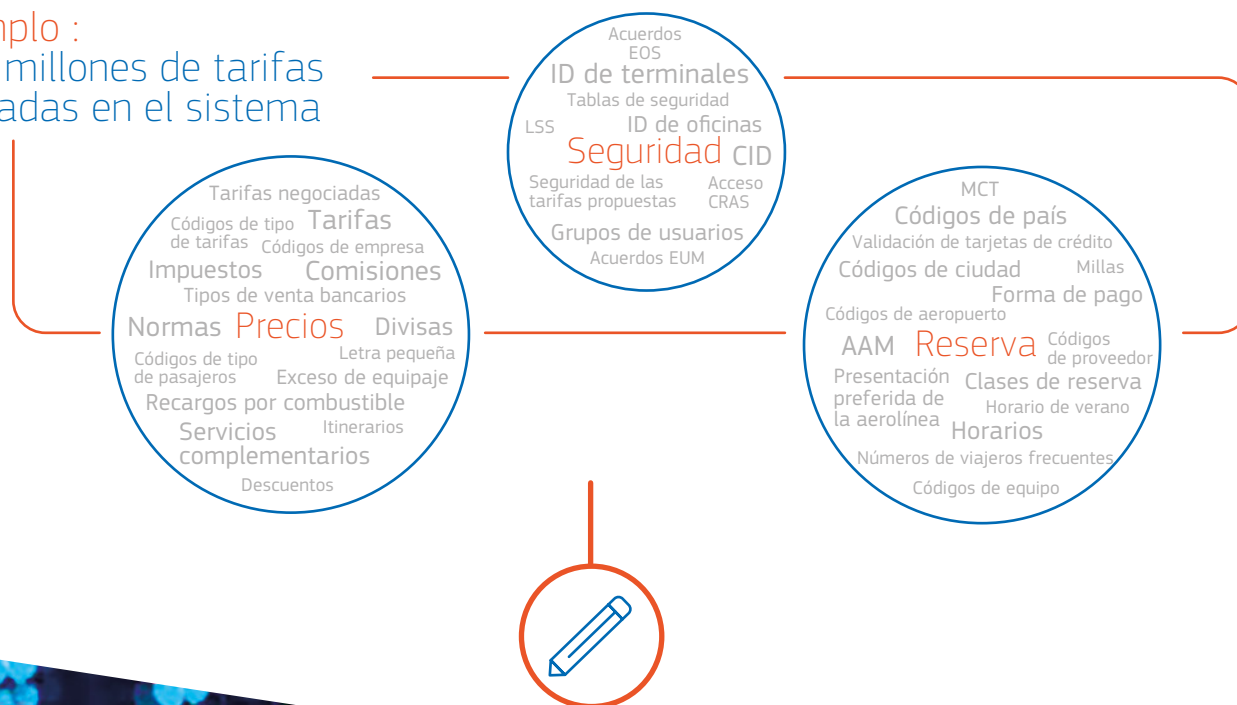 mplo :
millones de tarifas
adas en el sistema
Acuerdos
EOS
ID de terminales
Tablas de seguridad
LSS
ID de oficinas
Seguridad
CID
Seguridad de las
tarifas propuestas
Acceso
CRAS
Grupos de usuarios
Acuerdos EUM
Tarifas negociadas
Códigos de tipo
de tarifas
Tarifas
Códigos de empresa
Impuestos
Comisiones
Tipos de venta bancarios
Normas
Precios
Divisas
Códigos de tipo
de pasajeros
Letra pequeña
Exceso de equipaje
Recargos por combustible
Servicios
complementarios
Itinerarios
Descuentos
MCT
Códigos de país
Validación de tarjetas de crédito
Códigos de ciudad
Millas
Forma de pago
Códigos de aeropuerto
AAM
Reserva
Códigos
de proveedor
Presentación
preferida de
la aerolínea
Clases de reserva
Horario de verano
Horarios
Números de viajeros frecuentes
Códigos de equipo